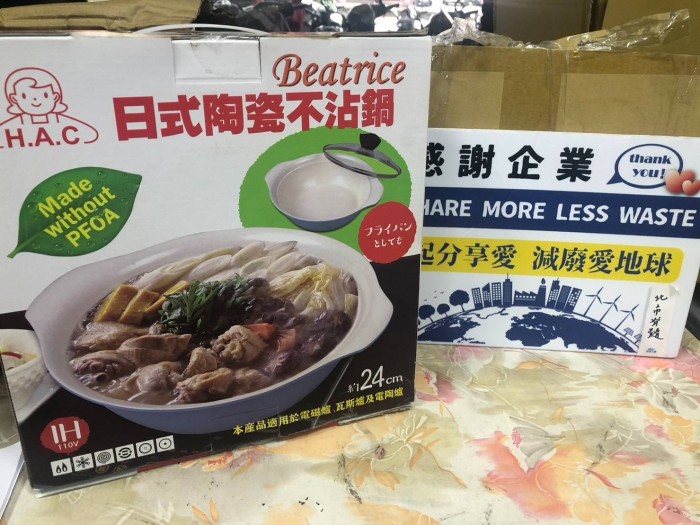 Beatrice
日式陶瓷不沾鍋
H.A.C
Made
without
PFOA
フライパン
としても
約24cm
本產品適用於電磁爐、瓦斯爐及電陶爐
IH
110V
感謝企業
thank
you!
HARE MORE LESS WASTE
起分享愛 減廢愛地球